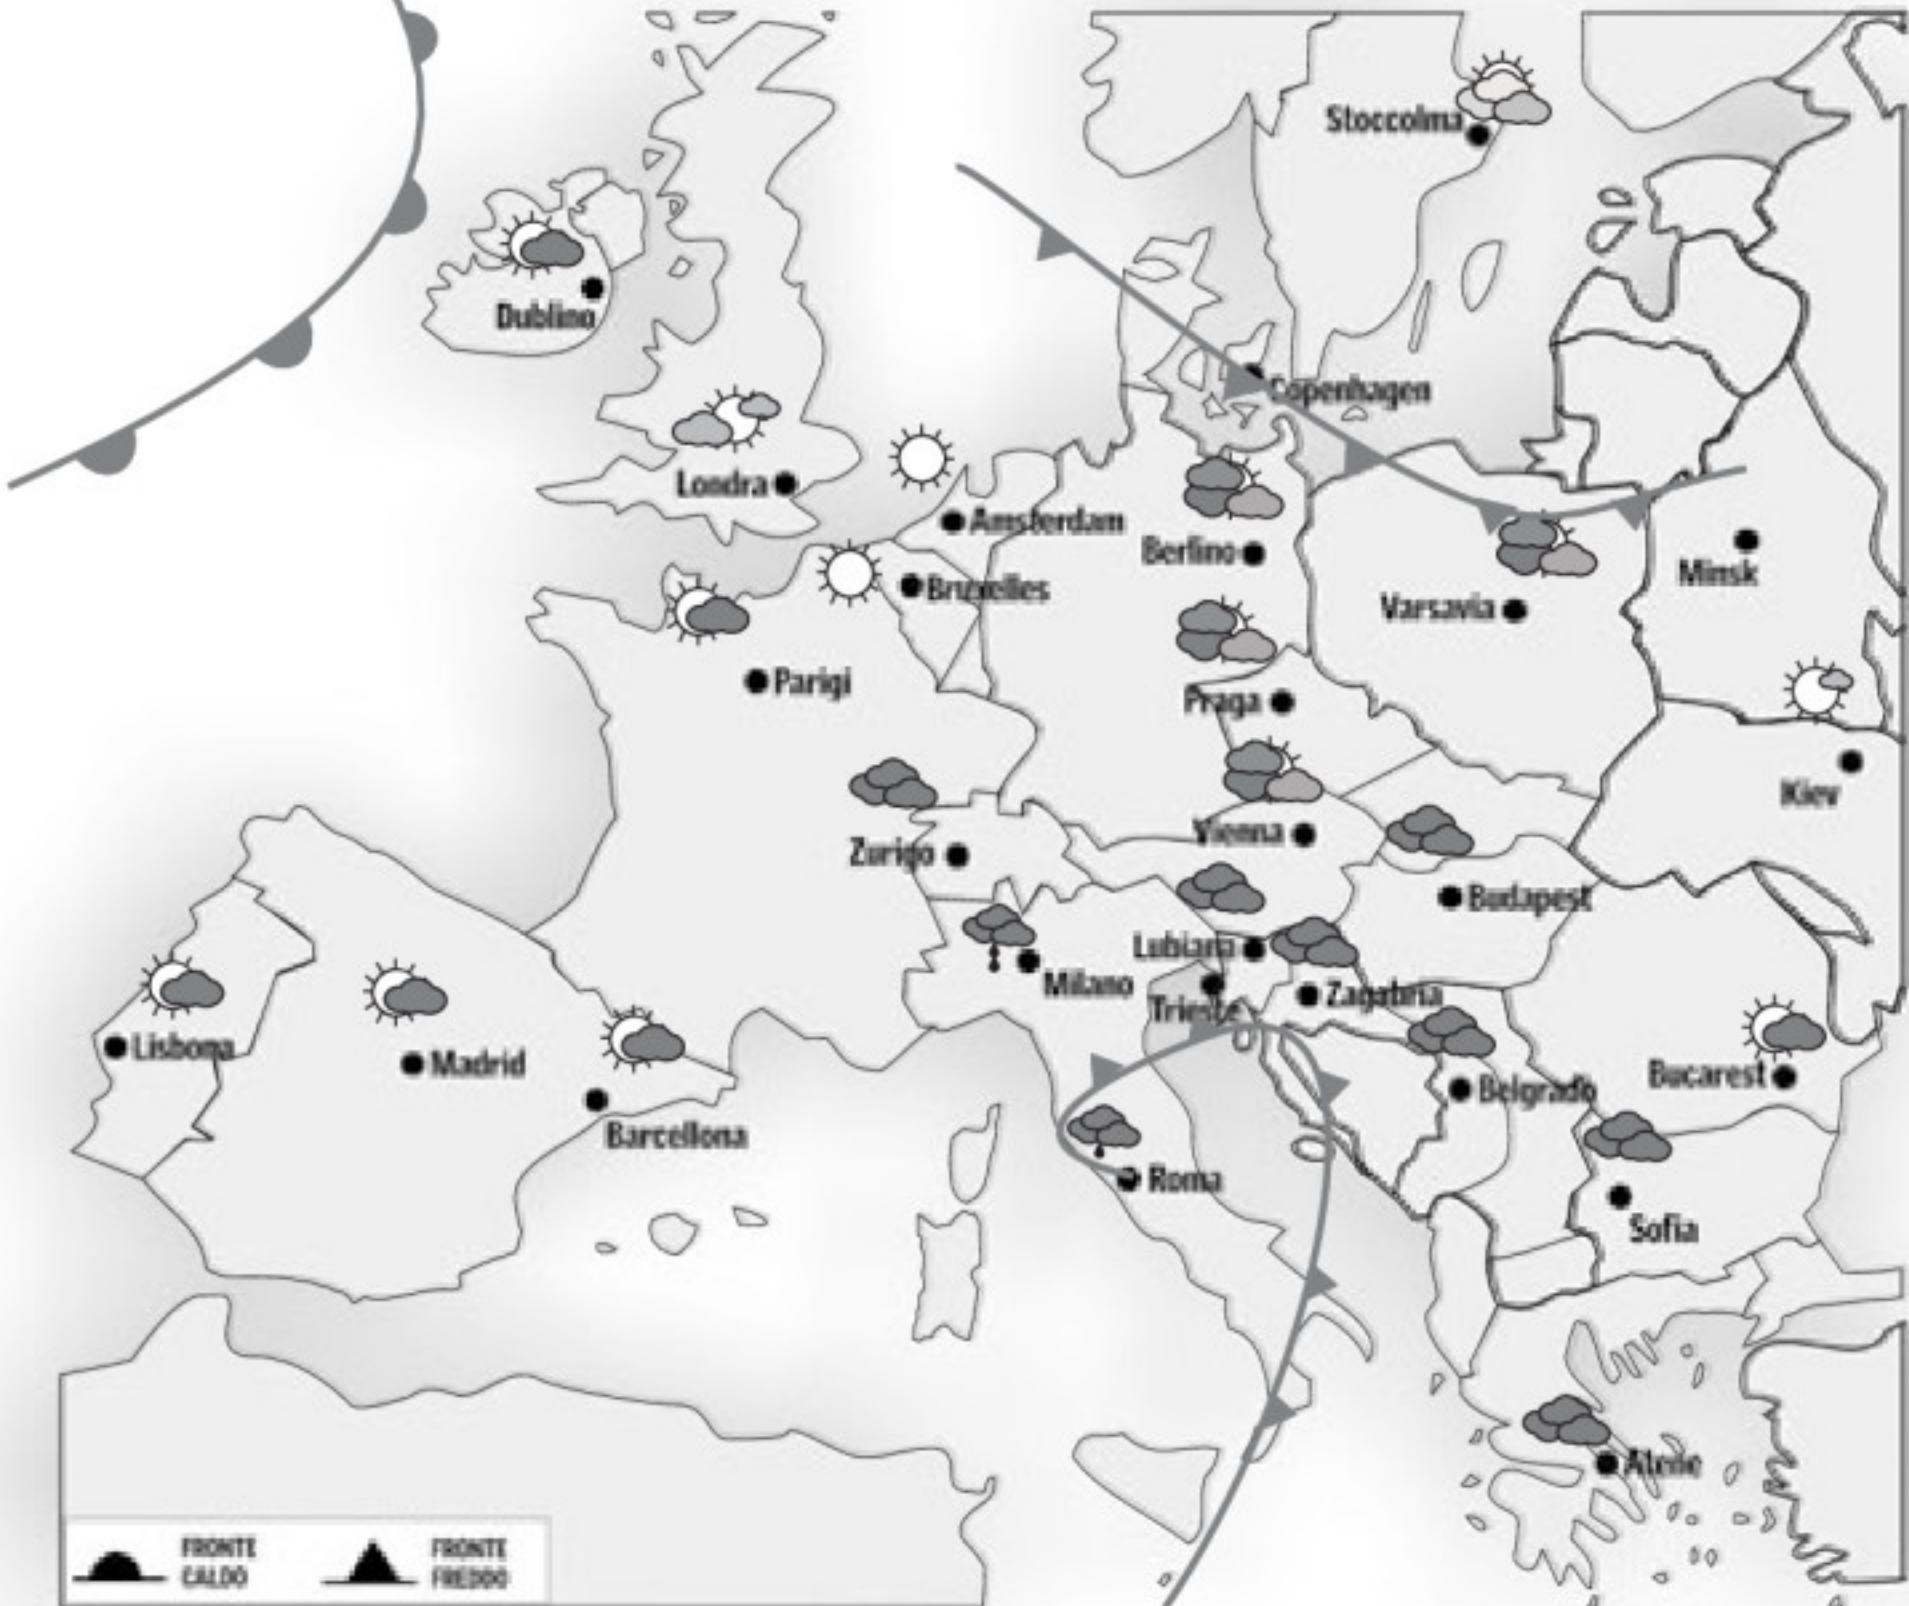 Stoccolma
Dublino
Copenhagen
Londra
Amsterdam
Berlino
Minsk
Bruxelles
Varsavia
Parigi
Praga
Kiev
Vienna
Zurigo
Budapest
Lubiana
Milano
Zagabria
Trieste
Lisbona
Madrid
Bucarest
Belgrado
Barcellona
Roma
Sofia
Atene
FRONTE
CALDO
FRONTE
FREDDO